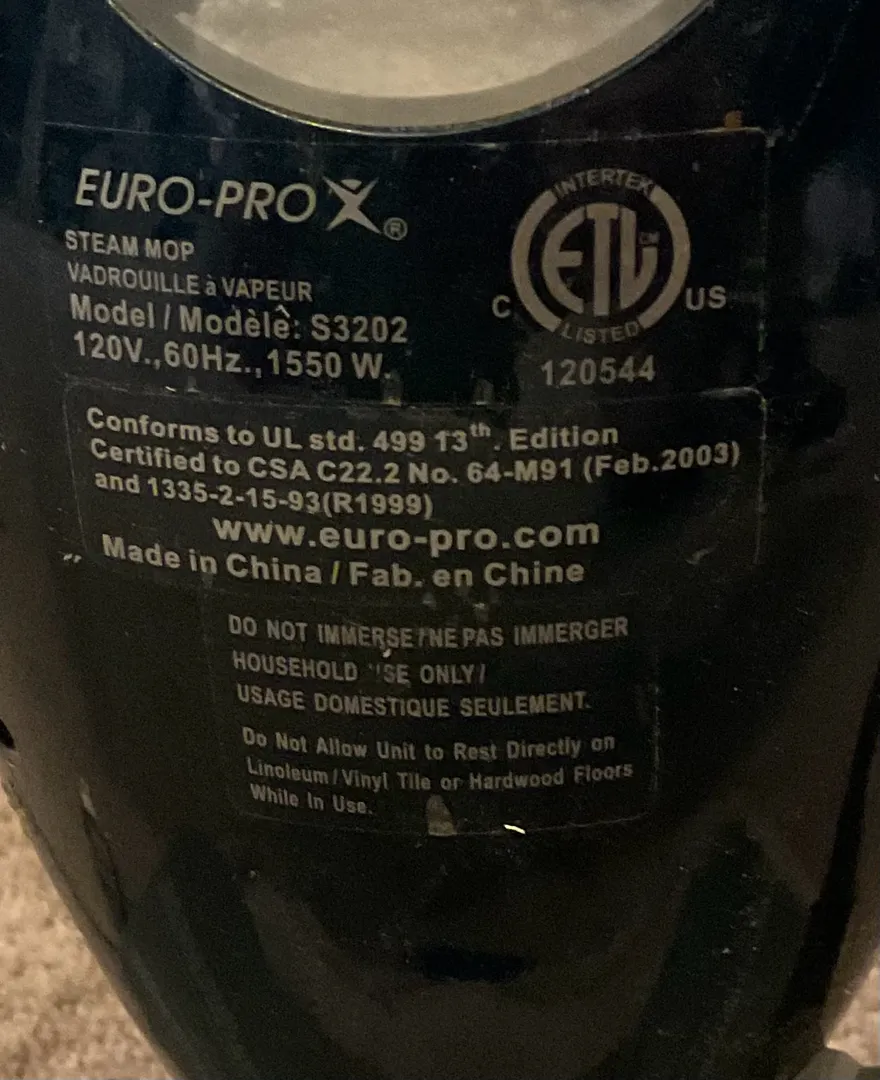 EURO-PRO X®
STEAM MOP
VADROUILLE à VAPEUR
Model / Modèle: S3202
120V.,60Hz.,1550 W.
INTERTEK
ETL CM
C US
LISTED
120544
Conforms to UL std. 499 13th. Edition
Certified to CSA C22.2 No. 64-M91 (Feb.2003)
and 1335-2-15-93(R1999)
www.euro-pro.com
Made in China / Fab. en Chine
DO NOT IMMERSE / NE PAS IMMERGER
HOUSEHOLD USE ONLY /
USAGE DOMESTIQUE SEULEMENT.
Do Not Allow Unit to Rest Directly on
Linoleum / Vinyl Tile or Hardwood Floors
While In Use.